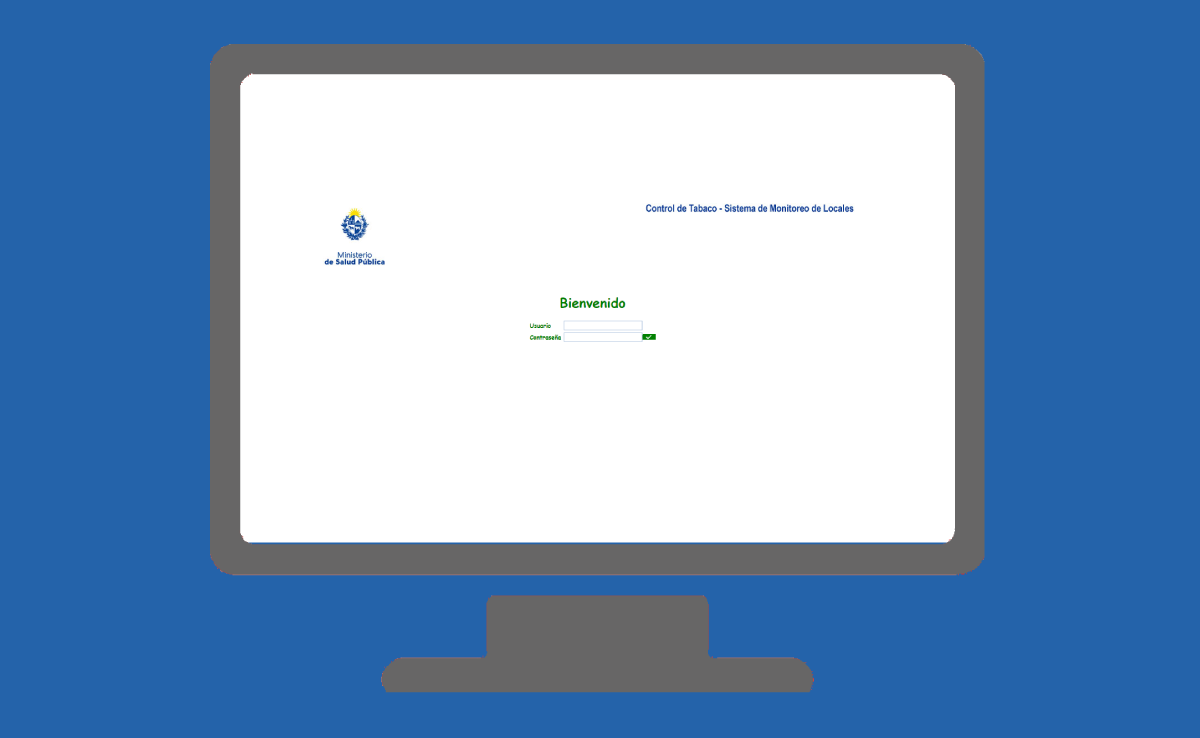 Control de Tabaco - Sistema de Monitoreo de Locales
Ministerio
de Salud Pública
Bienvenido
Usuario
Contraseña